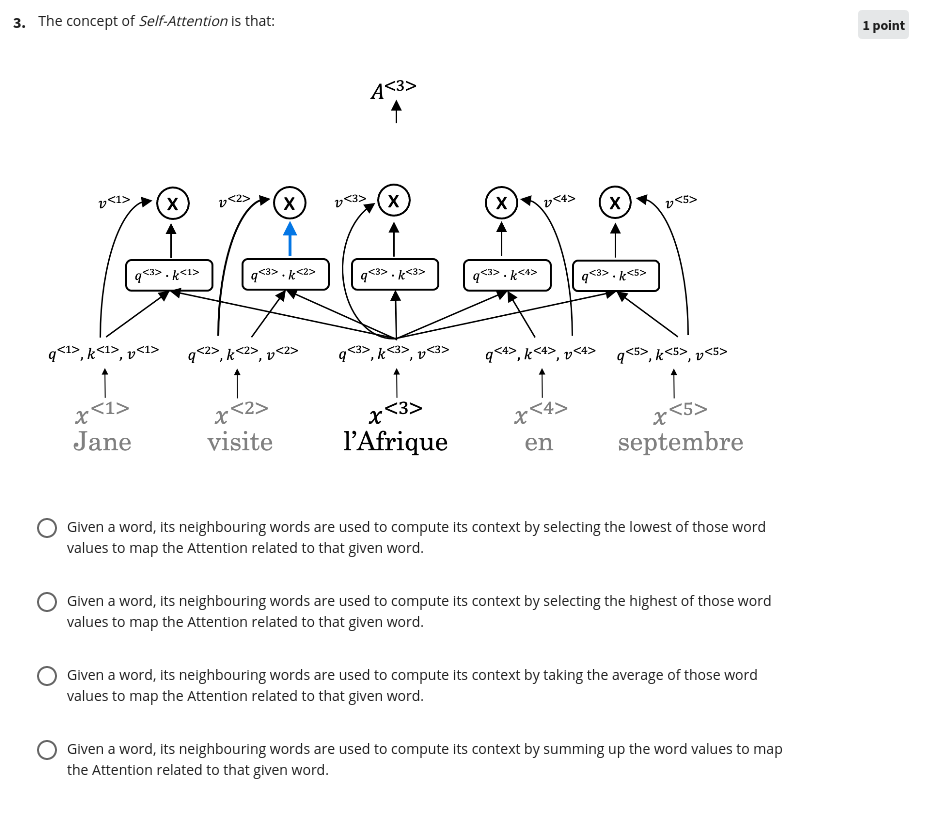 3. The concept of Self-Attention is that:
1 point
A<3>
v<1> X v<2> X v<3> X X v<4> X v<5>
q<3> · k<1> q<3> · k<2> q<3> · k<3> q<3> · k<4> q<3> · k<5>
q<1>, k<1>, v<1> q<2>, k<2>, v<2> q<3>, k<3>, v<3> q<4>, k<4>, v<4> q<5>, k<5>, v<5>
x<1> x<2> x<3> x<4> x<5>
Jane visite l'Afrique en septembre
Given a word, its neighbouring words are used to compute its context by selecting the lowest of those word
values to map the Attention related to that given word.
Given a word, its neighbouring words are used to compute its context by selecting the highest of those word
values to map the Attention related to that given word.
Given a word, its neighbouring words are used to compute its context by taking the average of those word
values to map the Attention related to that given word.
Given a word, its neighbouring words are used to compute its context by summing up the word values to map
the Attention related to that given word.